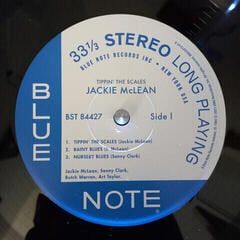 33⅓ STEREO LONG PLAYING
BLUE NOTE RECORDS INC • NEW YORK USA
TIPPIN' THE SCALES
JACKIE McLEAN
BST 84427 Side 1
1. TIPPIN' THE SCALES (Jackie McLean)
2. RAINY BLUES (J. McLean)
3. NURSERY BLUES (Sonny Clark)
Jackie McLean, Sonny Clark,
Butch Warren, Art Taylor.
BLUE
NOTE